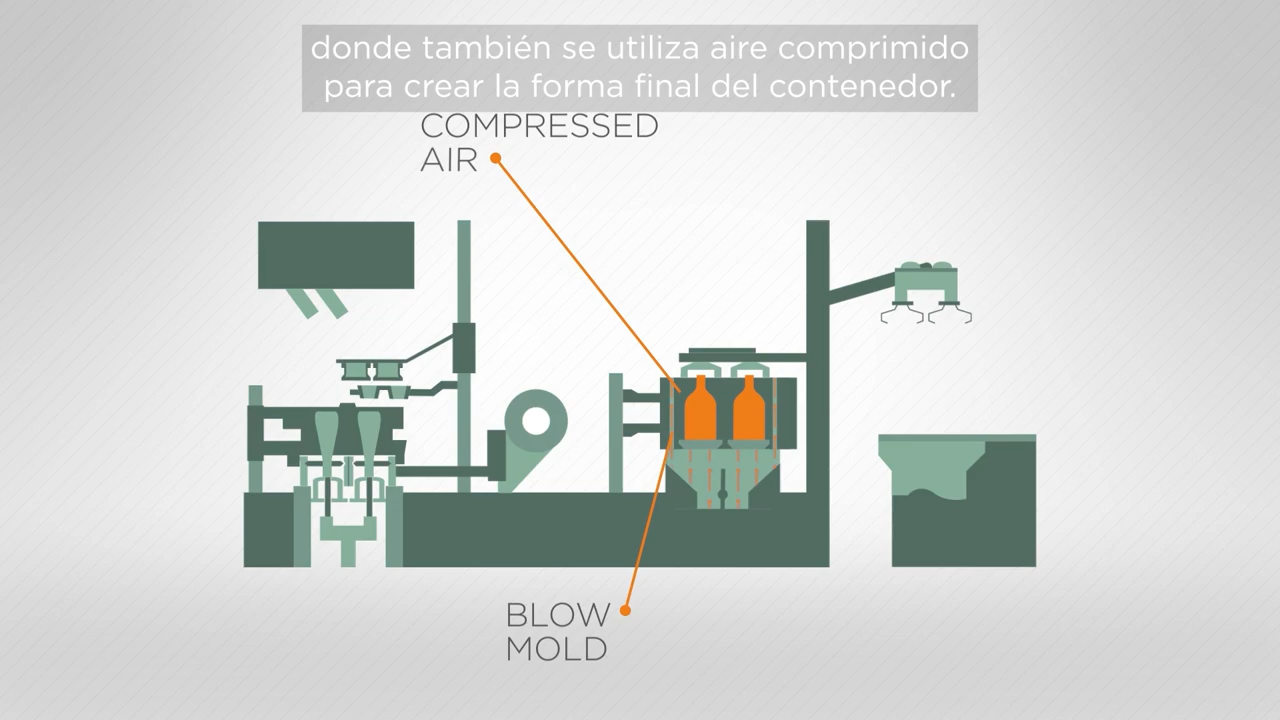 donde también se utiliza aire comprimido
para crear la forma final del contenedor.
COMPRESSED
AIR
BLOW
MOLD